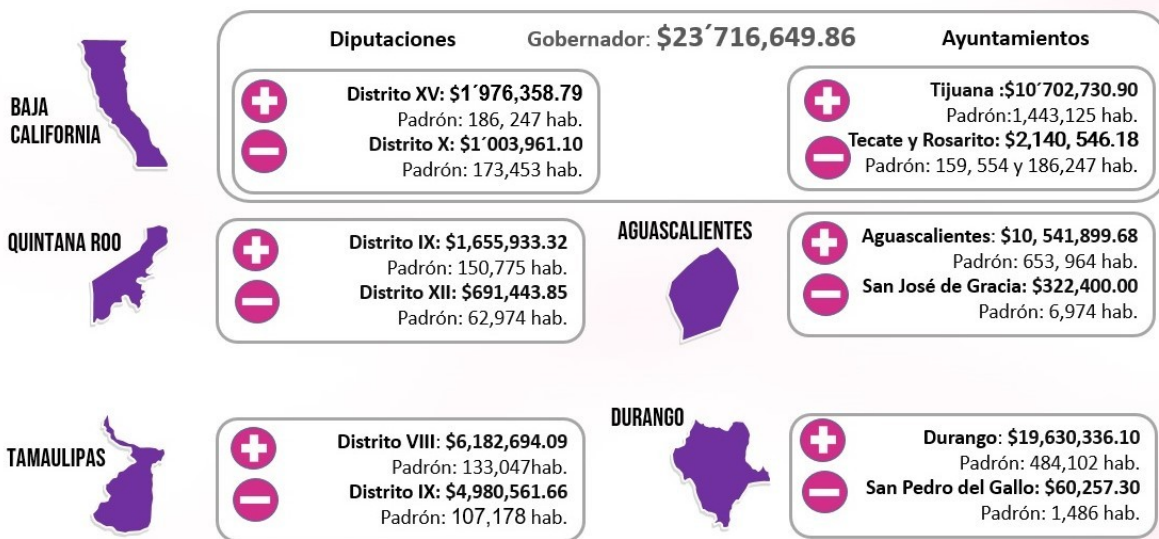 Diputaciones
Gobernador: $23´716,649.86
Ayuntamientos
BAJA
CALIFORNIA
Distrito XV: $1´976,358.79
Padrón: 186, 247 hab.
Distrito X: $1´003,961.10
Padrón: 173,453 hab.
Tijuana :$10´702,730.90
Padrón:1,443,125 hab.
Tecate y Rosarito: $2,140, 546.18
Padrón: 159, 554 y 186,247 hab.
QUINTANA ROO
Distrito IX: $1,655,933.32
Padrón: 150,775 hab.
Distrito XII: $691,443.85
Padrón: 62,974 hab.
AGUASCALIENTES
Aguascalientes: $10, 541,899.68
Padrón: 653, 964 hab.
San José de Gracia: $322,400.00
Padrón: 6,974 hab.
TAMAULIPAS
Distrito VIII: $6,182,694.09
Padrón: 133,047hab.
Distrito IX: $4,980,561.66
Padrón: 107,178 hab.
DURANGO
Durango: $19,630,336.10
Padrón: 484,102 hab.
San Pedro del Gallo: $60,257.30
Padrón: 1,486 hab.